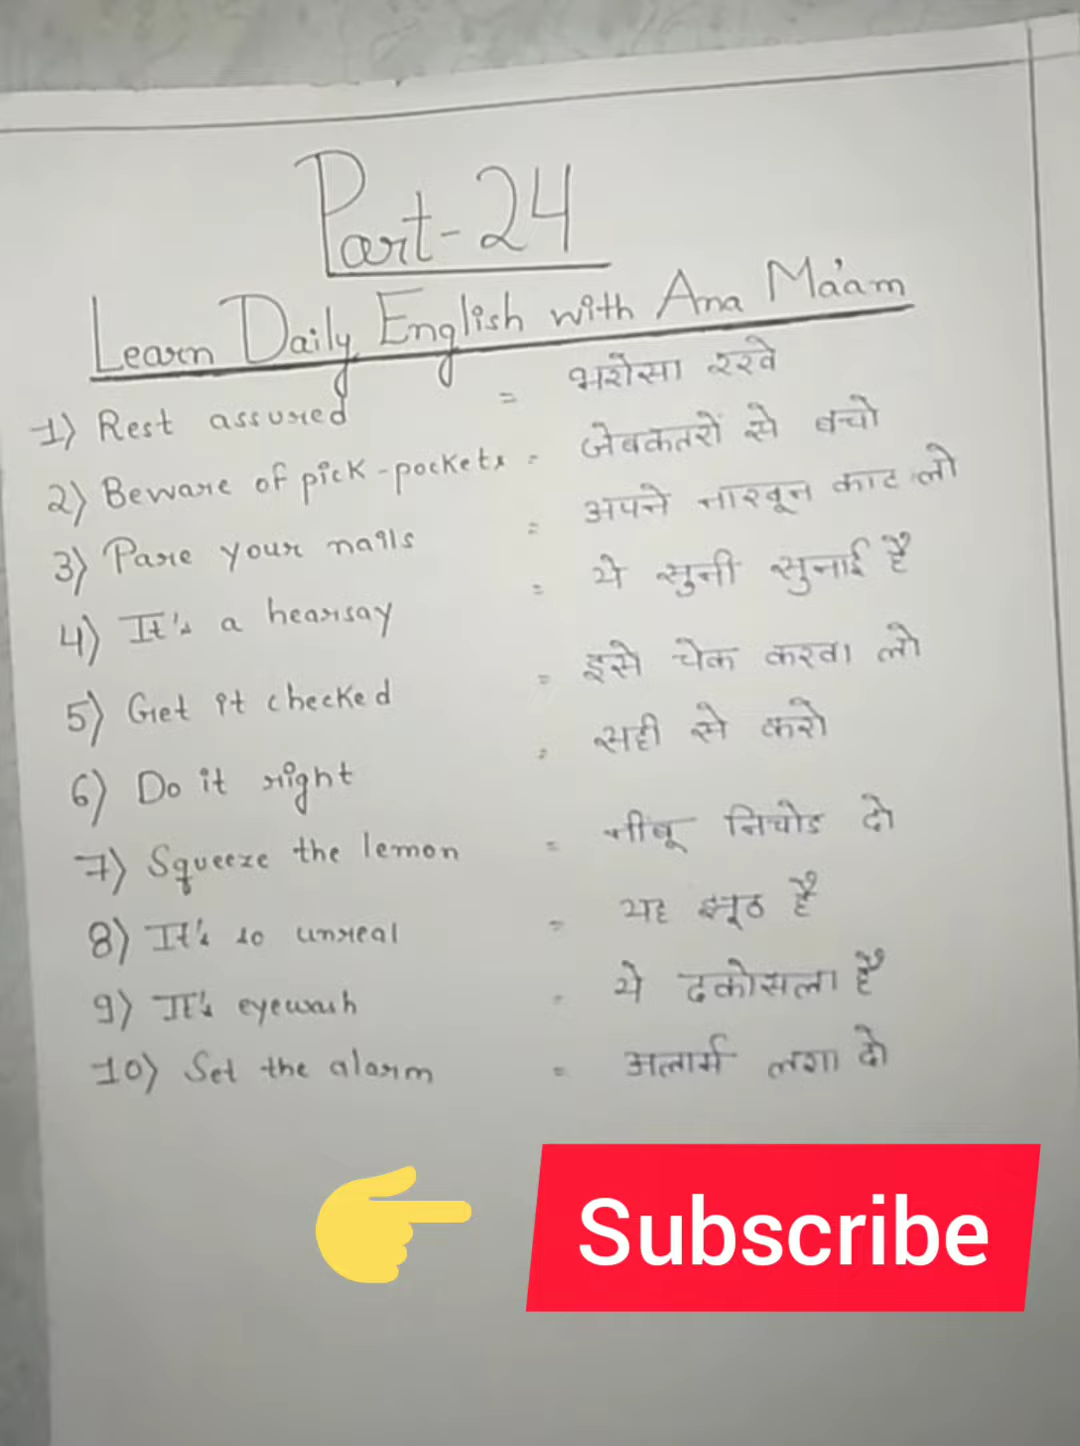 Part-24
Learn Daily English with Ana Ma'am
1) Rest assured = भरोसा रखे
2) Beware of pick-pockets = जेबकतरों से बचो
3) Pare your nails = अपने नाखून काट लो
4) It's a hearsay = ये सुनी सुनाई है
5) Get it checked = इसे चेक करवा लो
6) Do it right = सही से करो
7) Squeeze the lemon = नीबू निचोड दो
8) It's so unreal = यह झूठ है
9) It's eyewash = ये ढकोसला है
10) Set the alarm = अलार्म लगा दो
Subscribe